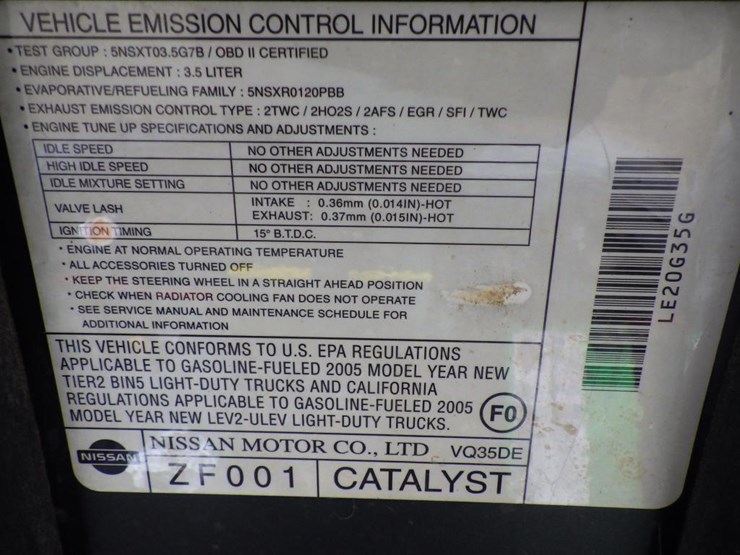 VEHICLE EMISSION CONTROL INFORMATION
• TEST GROUP : 5NSXT03.5G7B / OBD II CERTIFIED
• ENGINE DISPLACEMENT : 3.5 LITER
• EVAPORATIVE/REFUELING FAMILY : 5NSXR0120PBB
• EXHAUST EMISSION CONTROL TYPE : 2TWC / 2HO2S / 2AFS / EGR / SFI / TWC
• ENGINE TUNE UP SPECIFICATIONS AND ADJUSTMENTS :
IDLE SPEED NO OTHER ADJUSTMENTS NEEDED
HIGH IDLE SPEED NO OTHER ADJUSTMENTS NEEDED
IDLE MIXTURE SETTING NO OTHER ADJUSTMENTS NEEDED
VALVE LASH INTAKE : 0.36mm (0.014IN)-HOT
EXHAUST: 0.37mm (0.015IN)-HOT
IGNITION TIMING 15° B.T.D.C.
• ENGINE AT NORMAL OPERATING TEMPERATURE
• ALL ACCESSORIES TURNED OFF
• KEEP THE STEERING WHEEL IN A STRAIGHT AHEAD POSITION
• CHECK WHEN RADIATOR COOLING FAN DOES NOT OPERATE
• SEE SERVICE MANUAL AND MAINTENANCE SCHEDULE FOR
ADDITIONAL INFORMATION
THIS VEHICLE CONFORMS TO U.S. EPA REGULATIONS
APPLICABLE TO GASOLINE-FUELED 2005 MODEL YEAR NEW
TIER2 BIN5 LIGHT-DUTY TRUCKS AND CALIFORNIA
REGULATIONS APPLICABLE TO GASOLINE-FUELED 2005
MODEL YEAR NEW LEV2-ULEV LIGHT-DUTY TRUCKS.
F0
NISSAN
NISSAN MOTOR CO., LTD VQ35DE
ZF001 CATALYST
LE20G35G